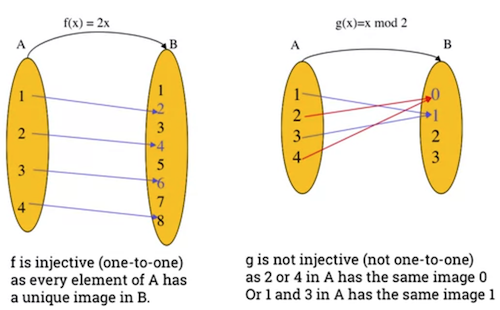 f(x) = 2x
A
B
1
2
3
4
1
2
3
4
5
6
7
8
f is injective (one-to-one)
as every element of A has
a unique image in B.
g(x)=x mod 2
A
B
1
2
3
4
0
1
2
3
g is not injective (not one-to-one)
as 2 or 4 in A has the same image 0
Or 1 and 3 in A has the same image 1